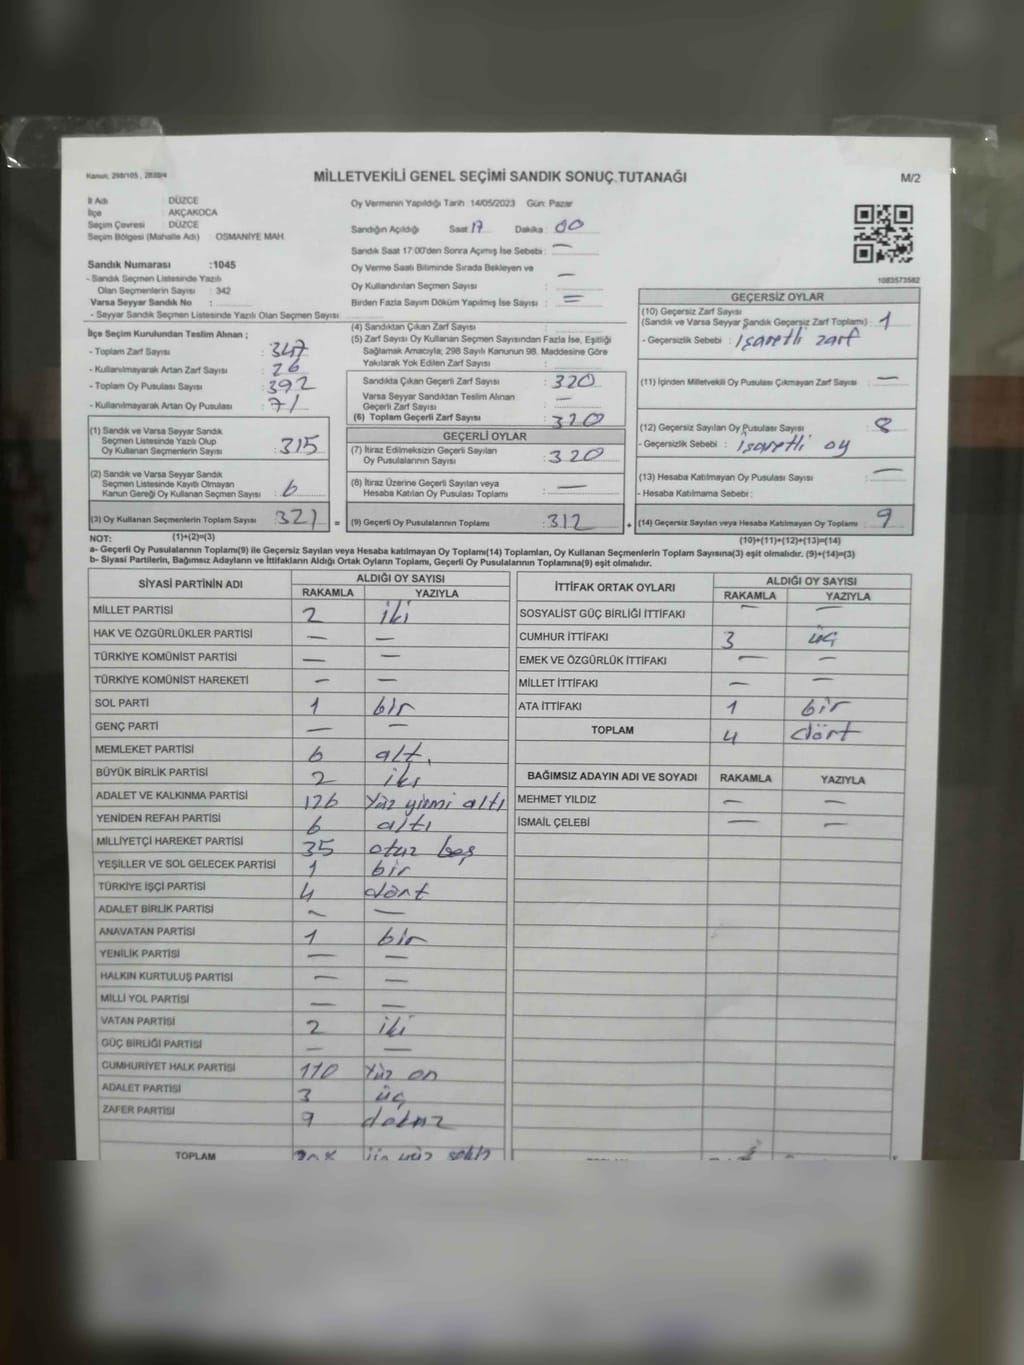 Kanun: 298/105, 2839/4
MİLLETVEKİLİ GENEL SEÇİMİ SANDIK SONUÇ TUTANAĞI
M/2
İl Adı : DÜZCE
İlçe : AKÇAKOCA
Seçim Çevresi : DÜZCE
Seçim Bölgesi (Mahalle Adı) : OSMANİYE MAH.
Oy Vermenin Yapıldığı Tarih 14/05/2023 Gün: Pazar
Sandığın Açıldığı Saat 17 Dakika : 00
Sandık Saat 17:00'den Sonra Açımış İse Sebebi : —
Oy Verme Saati Bitiminde Sırada Bekleyen ve
Oy Kullandırılan Seçmen Sayısı : —
Birden Fazla Sayım Döküm Yapılmış İse Sayısı : =
1083573582
Sandık Numarası :1045
- Sandık Seçmen Listesinde Yazılı
Olan Seçmenlerin Sayısı : 342
Varsa Seyyar Sandık No :
- Seyyar Sandık Seçmen Listesinde Yazılı Olan Seçmen Sayısı :
İlçe Seçim Kurulundan Teslim Alınan ;
- Toplam Zarf Sayısı : 347
- Kullanılmayarak Artan Zarf Sayısı : 26
- Toplam Oy Pusulası Sayısı : 392
- Kullanılmayarak Artan Oy Pusulası : 71
(1) Sandık ve Varsa Seyyar Sandık
Seçmen Listesinde Yazılı Olup
Oy Kullanan Seçmenlerin Sayısı : 315
(2) Sandık ve Varsa Seyyar Sandık
Seçmen Listesinde Kayıtlı Olmayan
Kanun Gereği Oy Kullanan Seçmen Sayısı : 6
(3) Oy Kullanan Seçmenlerin Toplam Sayısı : 321 =
(4) Sandıktan Çıkan Zarf Sayısı :
(5) Zarf Sayısı Oy Kullanan Seçmen Sayısından Fazla İse, Eşitliği
Sağlamak Amacıyla; 298 Sayılı Kanunun 98. Maddesine Göre
Yakılarak Yok Edilen Zarf Sayısı :
Sandıkta Çıkan Geçerli Zarf Sayısı : 320
Varsa Seyyar Sandıktan Teslim Alınan
Geçerli Zarf Sayısı : —
(6) Toplam Geçerli Zarf Sayısı : 320
GEÇERLİ OYLAR
(7) İtiraz Edilmeksizin Geçerli Sayılan
Oy Pusulalarının Sayısı : 320
(8) İtiraz Üzerine Geçerli Sayılan veya
Hesaba Katılan Oy Pusulası Toplamı : —
(9) Geçerli Oy Pusulalarının Toplamı : 312 +
GEÇERSİZ OYLAR
(10) Geçersiz Zarf Sayısı
(Sandık ve Varsa Seyyar Sandık Geçersiz Zarf Toplamı) : 1
- Geçersizlik Sebebi : işaretli zarf
(11) İçinden Milletvekili Oy Pusulası Çıkmayan Zarf Sayısı : —
(12) Geçersiz Sayılan Oy Pusulası Sayısı : 8
- Geçersizlik Sebebi : işaretli oy
(13) Hesaba Katılmayan Oy Pusulası Sayısı : —
- Hesaba Katılmama Sebebi :
(14) Geçersiz Sayılan veya Hesaba Katılmayan Oy Toplamı : 9
NOT: (1)+(2)=(3) (10)+(11)+(12)+(13)=(14)
a- Geçerli Oy Pusulalarının Toplamı(9) ile Geçersiz Sayılan veya Hesaba katılmayan Oy Toplamı(14) Toplamları, Oy Kullanan Seçmenlerin Toplam Sayısına(3) eşit olmalıdır. (9)+(14)=(3)
b- Siyasi Partilerin, Bağımsız Adayların ve İttifakların Aldığı Ortak Oyların Toplamı, Geçerli Oy Pusulalarının Toplamına(9) eşit olmalıdır.
SİYASİ PARTİNİN ADI ALDIĞI OY SAYISI
RAKAMLA YAZIYLA
MİLLET PARTİSİ 2 iki
HAK VE ÖZGÜRLÜKLER PARTİSİ — —
TÜRKİYE KOMÜNİST PARTİSİ — —
TÜRKİYE KOMÜNİST HAREKETİ — —
SOL PARTİ 1 bir
GENÇ PARTİ — —
MEMLEKET PARTİSİ 6 altı
BÜYÜK BİRLİK PARTİSİ 2 iki
ADALET VE KALKINMA PARTİSİ 126 Yüz yirmi altı
YENİDEN REFAH PARTİSİ 6 altı
MİLLİYETÇİ HAREKET PARTİSİ 35 otuz beş
YEŞİLLER VE SOL GELECEK PARTİSİ 1 bir
TÜRKİYE İŞÇİ PARTİSİ 4 dört
ADALET BİRLİK PARTİSİ — —
ANAVATAN PARTİSİ 1 bir
YENİLİK PARTİSİ — —
HALKIN KURTULUŞ PARTİSİ — —
MİLLİ YOL PARTİSİ — —
VATAN PARTİSİ 2 iki
GÜÇ BİRLİĞİ PARTİSİ — —
CUMHURİYET HALK PARTİSİ 110 Yüz on
ADALET PARTİSİ 3 üç
ZAFER PARTİSİ 9 dokuz
TOPLAM 308 üç yüz sekiz
İTTİFAK ORTAK OYLARI ALDIĞI OY SAYISI
RAKAMLA YAZIYLA
SOSYALİST GÜÇ BİRLİĞİ İTTİFAKI — —
CUMHUR İTTİFAKI 3 üç
EMEK VE ÖZGÜRLÜK İTTİFAKI — —
MİLLET İTTİFAKI — —
ATA İTTİFAKI 1 bir
TOPLAM 4 dört
BAĞIMSIZ ADAYIN ADI VE SOYADI RAKAMLA YAZIYLA
MEHMET YILDIZ — —
İSMAİL ÇELEBİ — —